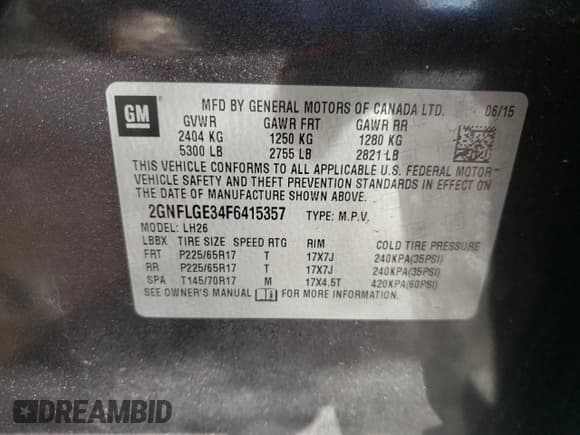 GM
MFD BY GENERAL MOTORS OF CANADA LTD. 06/15
GVWR GAWR FRT GAWR RR
2404 KG 1250 KG 1280 KG
5300 LB 2755 LB 2821 LB
THIS VEHICLE CONFORMS TO ALL APPLICABLE U.S. FEDERAL MOTOR
VEHICLE SAFETY AND THEFT PREVENTION STANDARDS IN EFFECT ON
THE DATE OF MANUFACTURE SHOWN ABOVE.
2GNFLGE34F6415357 TYPE: M.P.V.
MODEL: LH26
LBBX TIRE SIZE SPEED RTG RIM COLD TIRE PRESSURE
FRT P225/65R17 T 17X7J 240KPA(35PSI)
RR P225/65R17 T 17X7J 240KPA(35PSI)
SPA T145/70R17 M 17X4.5T 420KPA(60PSI)
SEE OWNER'S MANUAL FOR MORE INFORMATION.
DREAMBID